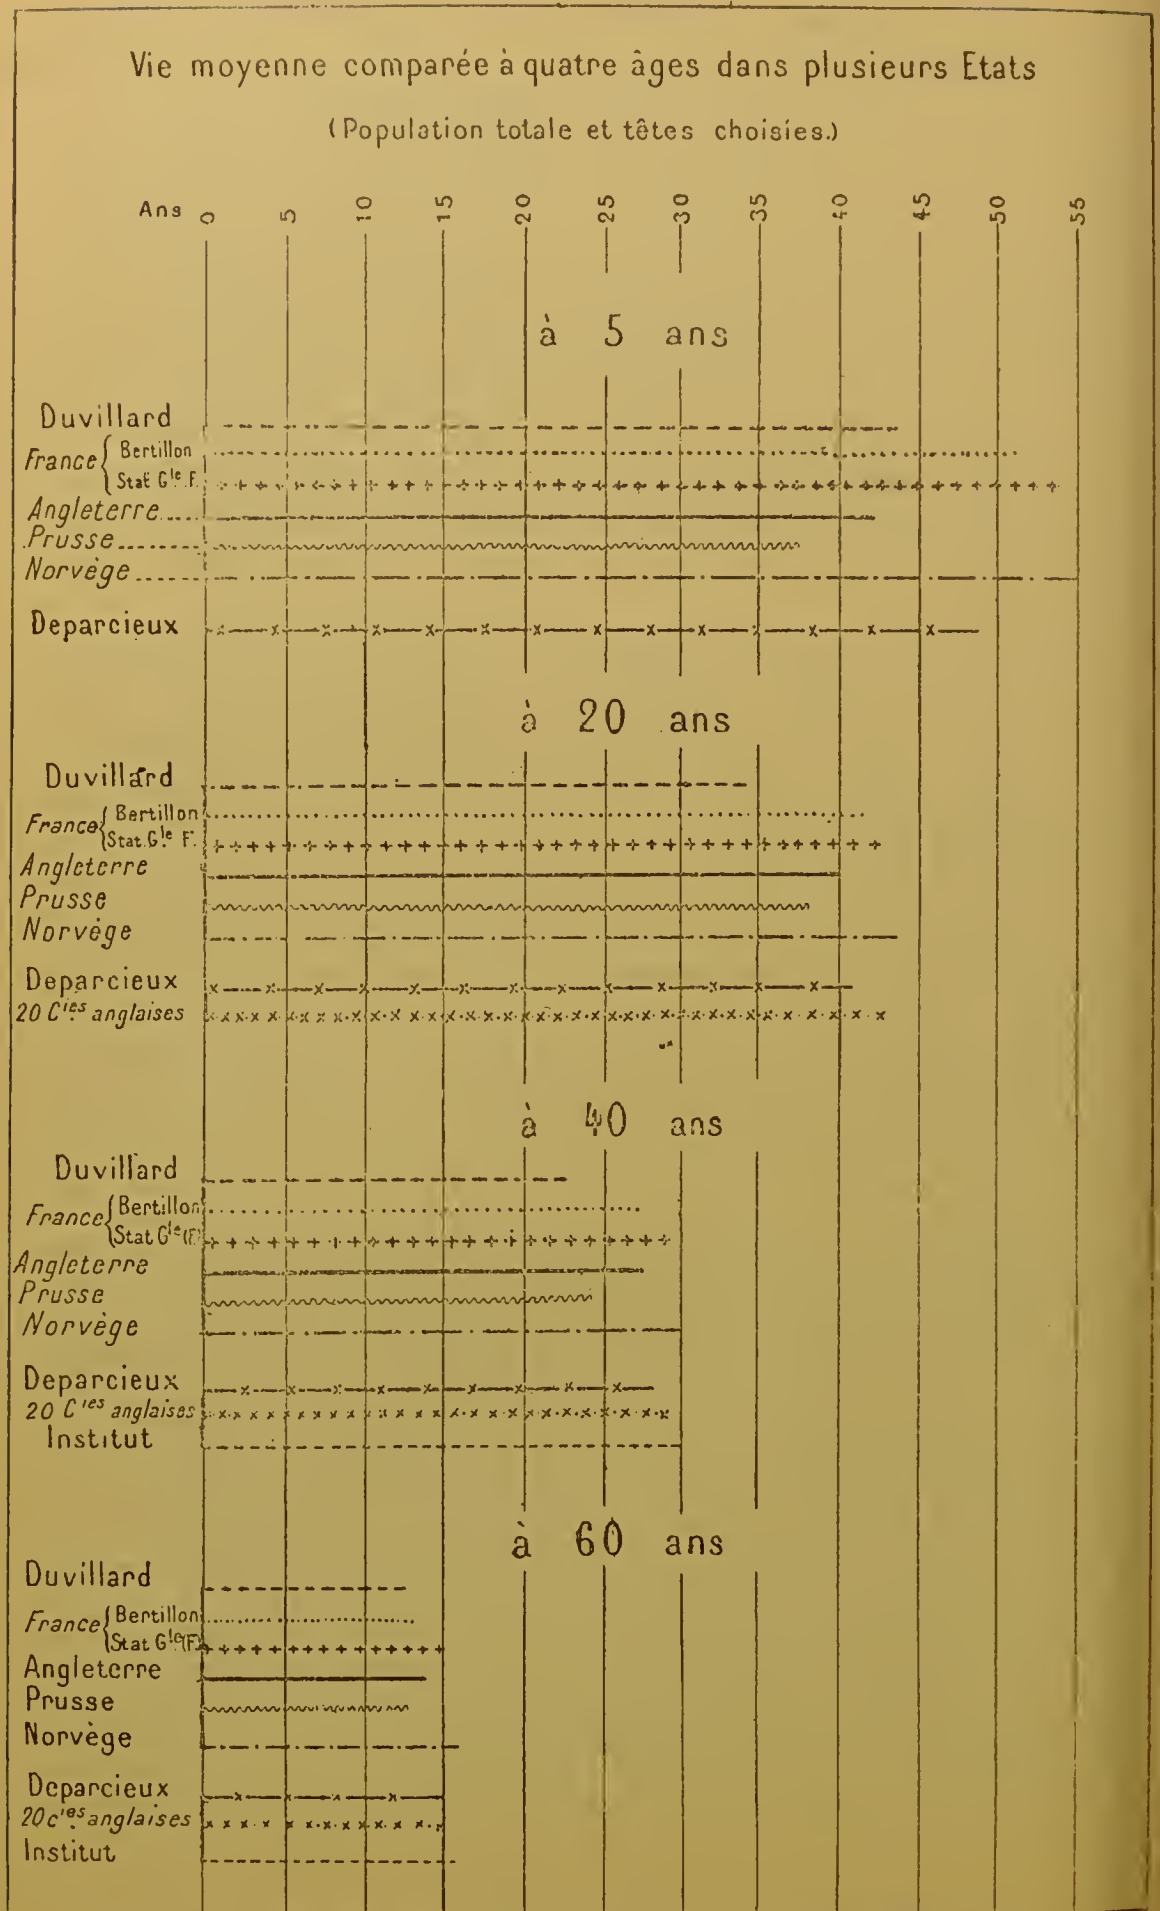 Vie moyenne comparée à quatre âges dans plusieurs Etats
(Population totale et têtes choisies.)
Ans 0 5 10 15 20 25 30 35 40 45 50 55
à 5 ans
Duvillard
France { Bertillon
Stat Gle F.
Angleterre.....
Prusse.........
Norvège.......
Deparcieux
à 20 ans
Duvillard
France { Bertillon
Stat. Gle F.
Angleterre
Prusse
Norvège
Deparcieux
20 Cies anglaises
à 40 ans
Duvillard
France { Bertillon
Stat Gle (F.)
Angleterre
Prusse
Norvège
Deparcieux
20 Cies anglaises
Institut
à 60 ans
Duvillard
France { Bertillon
Stat Gle (F.)
Angleterre
Prusse
Norvège
Deparcieux
20 cies anglaises
Institut